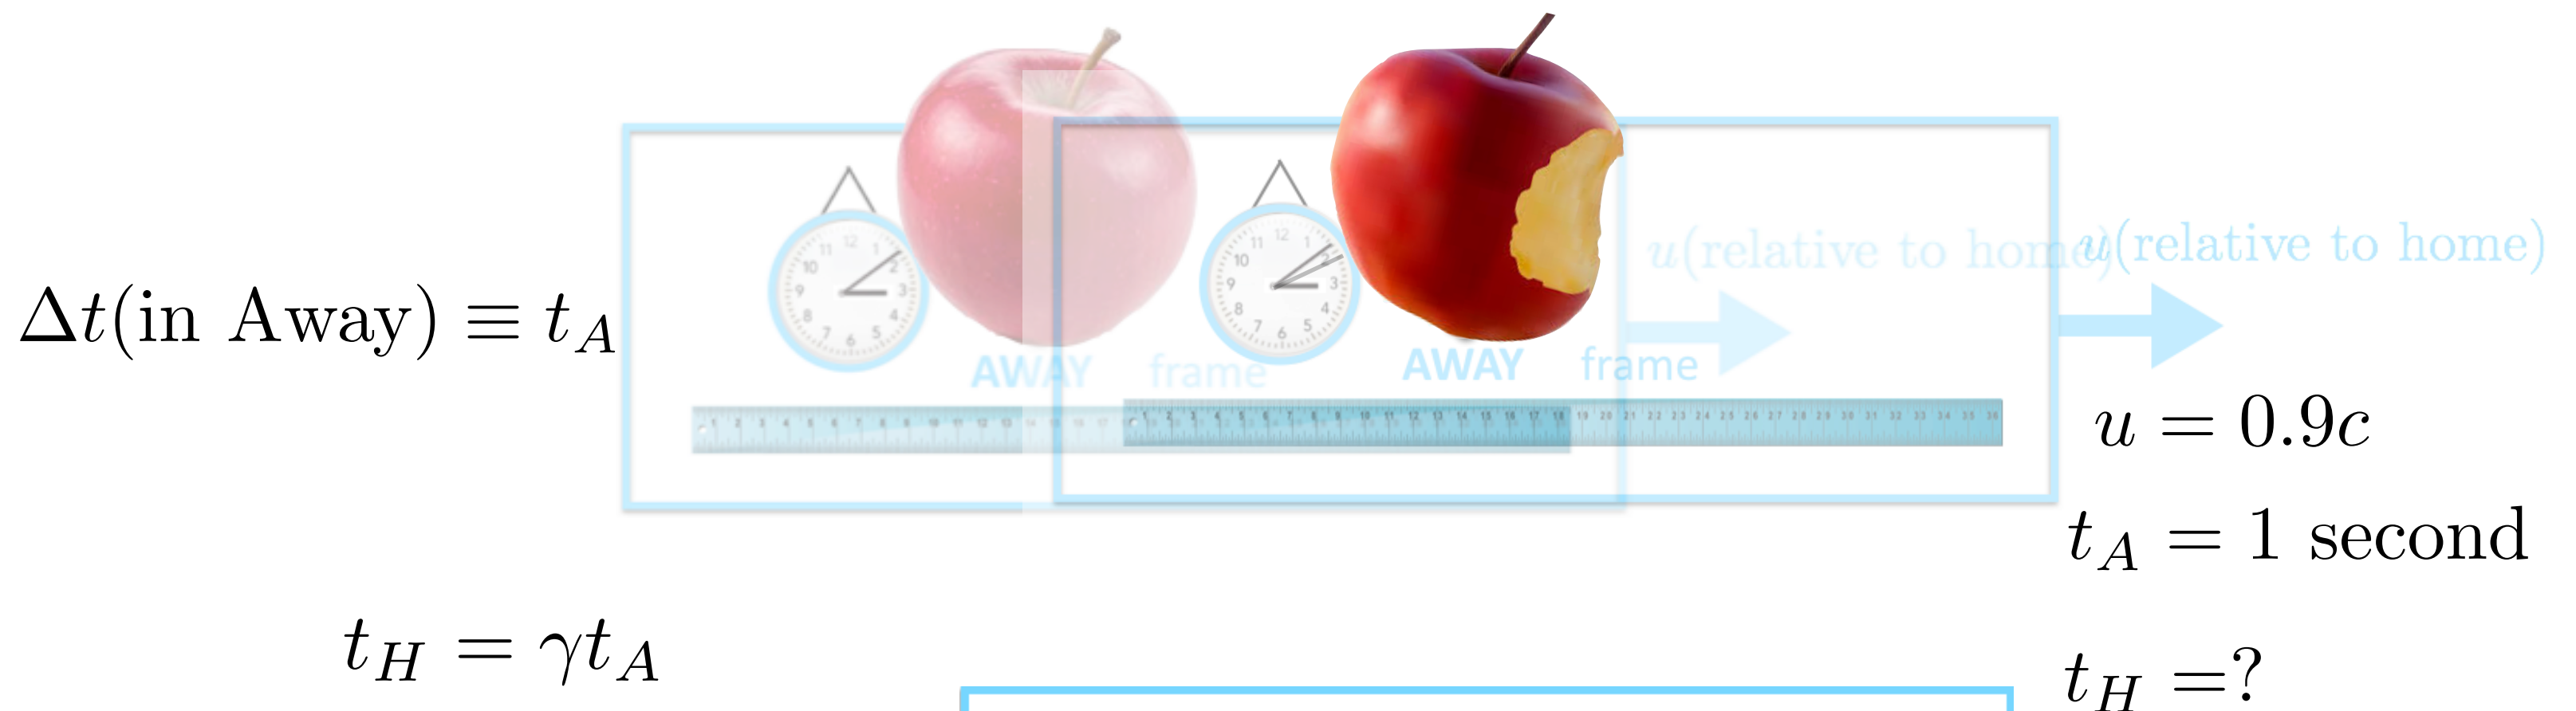 u(relative to home)
u(relative to home)
Δt(in Away) ≡ t_A
AWAY frame
AWAY frame
u = 0.9c
t_A = 1 second
t_H = γt_A
t_H =?